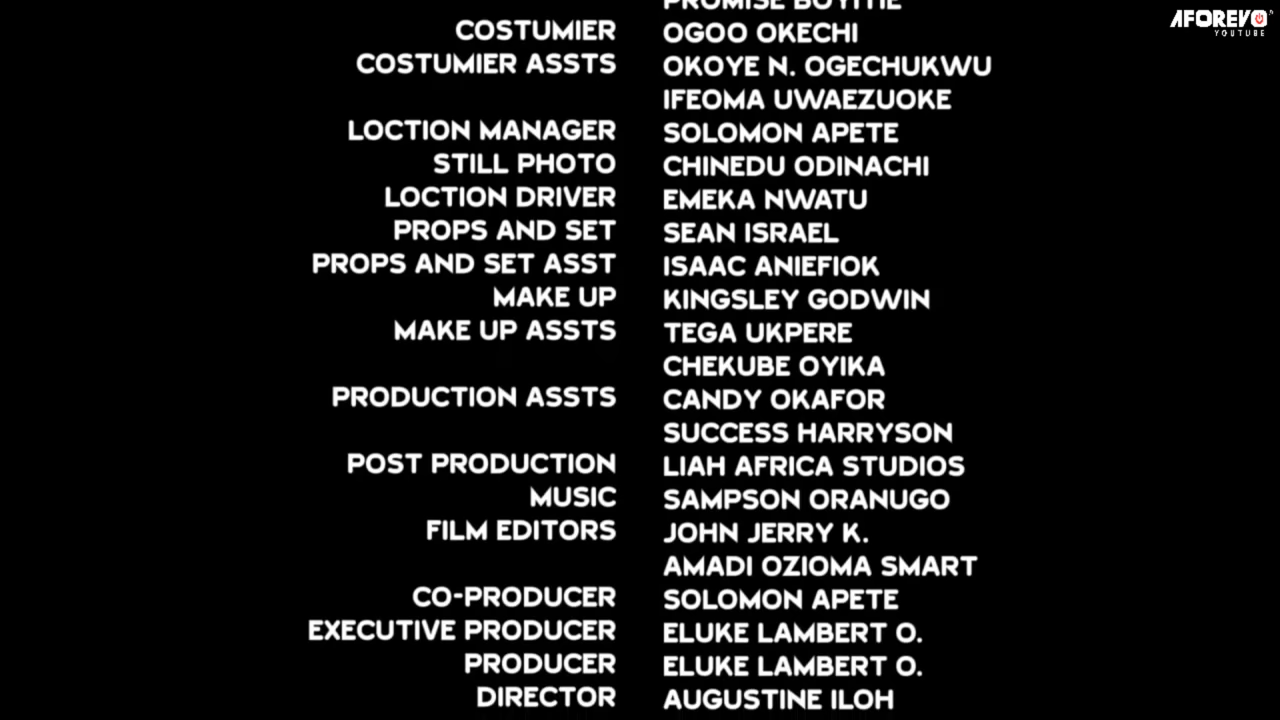 PROMISE BOYITIE
AFOREVO
YOUTUBE
COSTUMIER OGOO OKECHI
COSTUMIER ASSTS OKOYE N. OGECHUKWU
IFEOMA UWAEZUOKE
LOCTION MANAGER SOLOMON APETE
STILL PHOTO CHINEDU ODINACHI
LOCTION DRIVER EMEKA NWATU
PROPS AND SET SEAN ISRAEL
PROPS AND SET ASST ISAAC ANIEFIOK
MAKE UP KINGSLEY GODWIN
MAKE UP ASSTS TEGA UKPERE
CHEKUBE OYIKA
PRODUCTION ASSTS CANDY OKAFOR
SUCCESS HARRYSON
POST PRODUCTION LIAH AFRICA STUDIOS
MUSIC SAMPSON ORANUGO
FILM EDITORS JOHN JERRY K.
AMADI OZIOMA SMART
CO-PRODUCER SOLOMON APETE
EXECUTIVE PRODUCER ELUKE LAMBERT O.
PRODUCER ELUKE LAMBERT O.
DIRECTOR AUGUSTINE ILOH